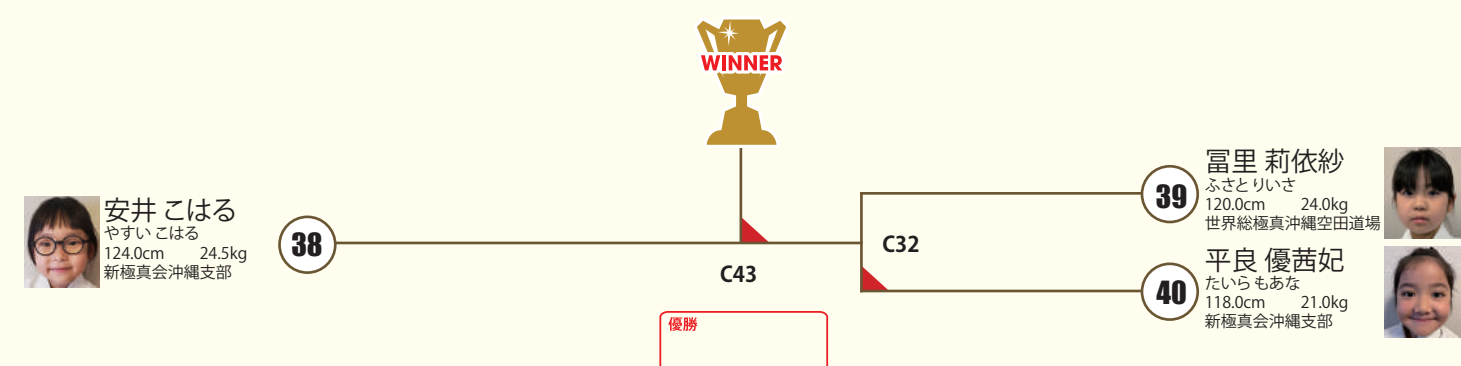 WINNER
安井 こはる
やすい こはる
124.0cm 24.5kg
新極真会沖縄支部
38
C43
優勝
C32
39
冨里 莉依紗
ふさとりいさ
120.0cm 24.0kg
世界総極真沖縄空田道場
40
平良 優茜妃
たいら もあな
118.0cm 21.0kg
新極真会沖縄支部